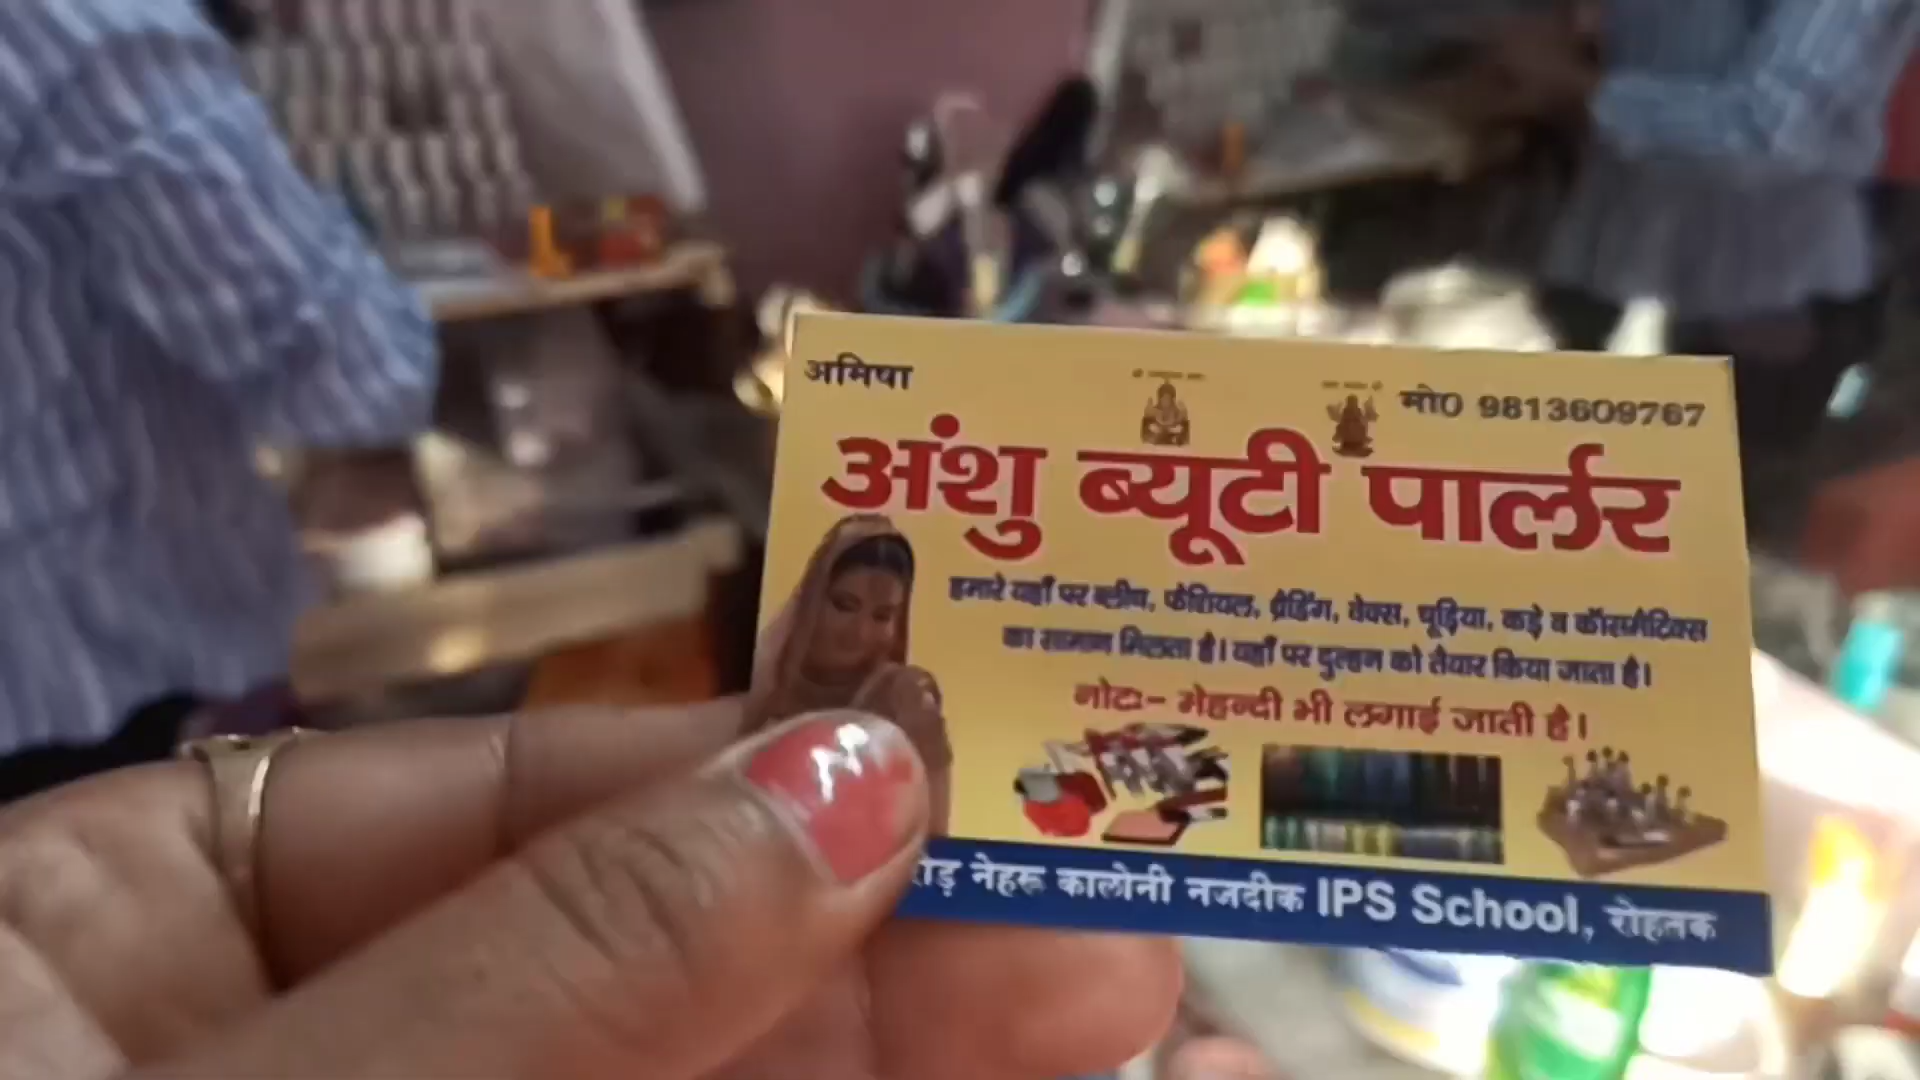 अमिषा
मो0 9813609767
अंशु ब्यूटी पार्लर
हमारे यहाँ पर ब्लीच, फेशियल, थ्रेडिंग, वेक्स, चूड़िया, कड़े व कॉस्मैटिक्स
का सामान मिलता है। यहाँ पर दुल्हन को तैयार किया जाता है।
नोटः- मेहन्दी भी लगाई जाती है।
रोड़ नेहरू कालोनी नजदीक IPS School, रोहतक